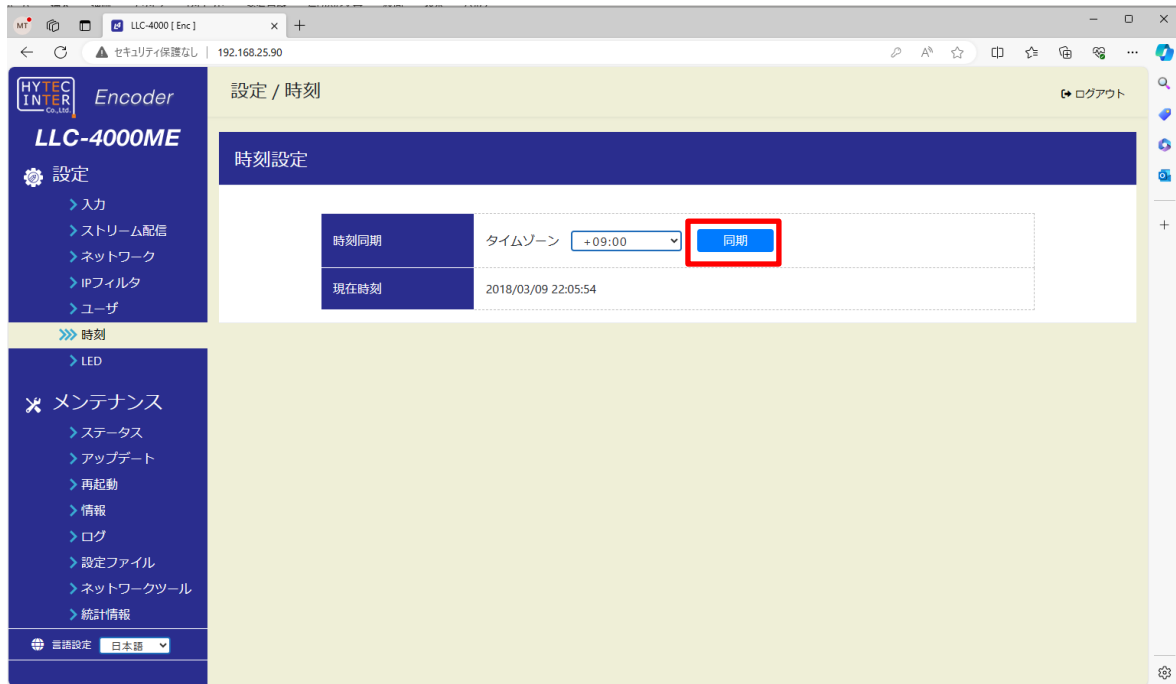 MT
LLC-4000 [ Enc ]
セキュリティ保護なし
192.168.25.90
HYTEC INTER Co.,Ltd.
Encoder
LLC-4000ME
設定 / 時刻
ログアウト
設定
入力
ストリーム配信
ネットワーク
IPフィルタ
ユーザ
時刻
LED
メンテナンス
ステータス
アップデート
再起動
情報
ログ
設定ファイル
ネットワークツール
統計情報
言語設定 日本語
時刻設定
時刻同期 タイムゾーン +09:00 同期
現在時刻 2018/03/09 22:05:54